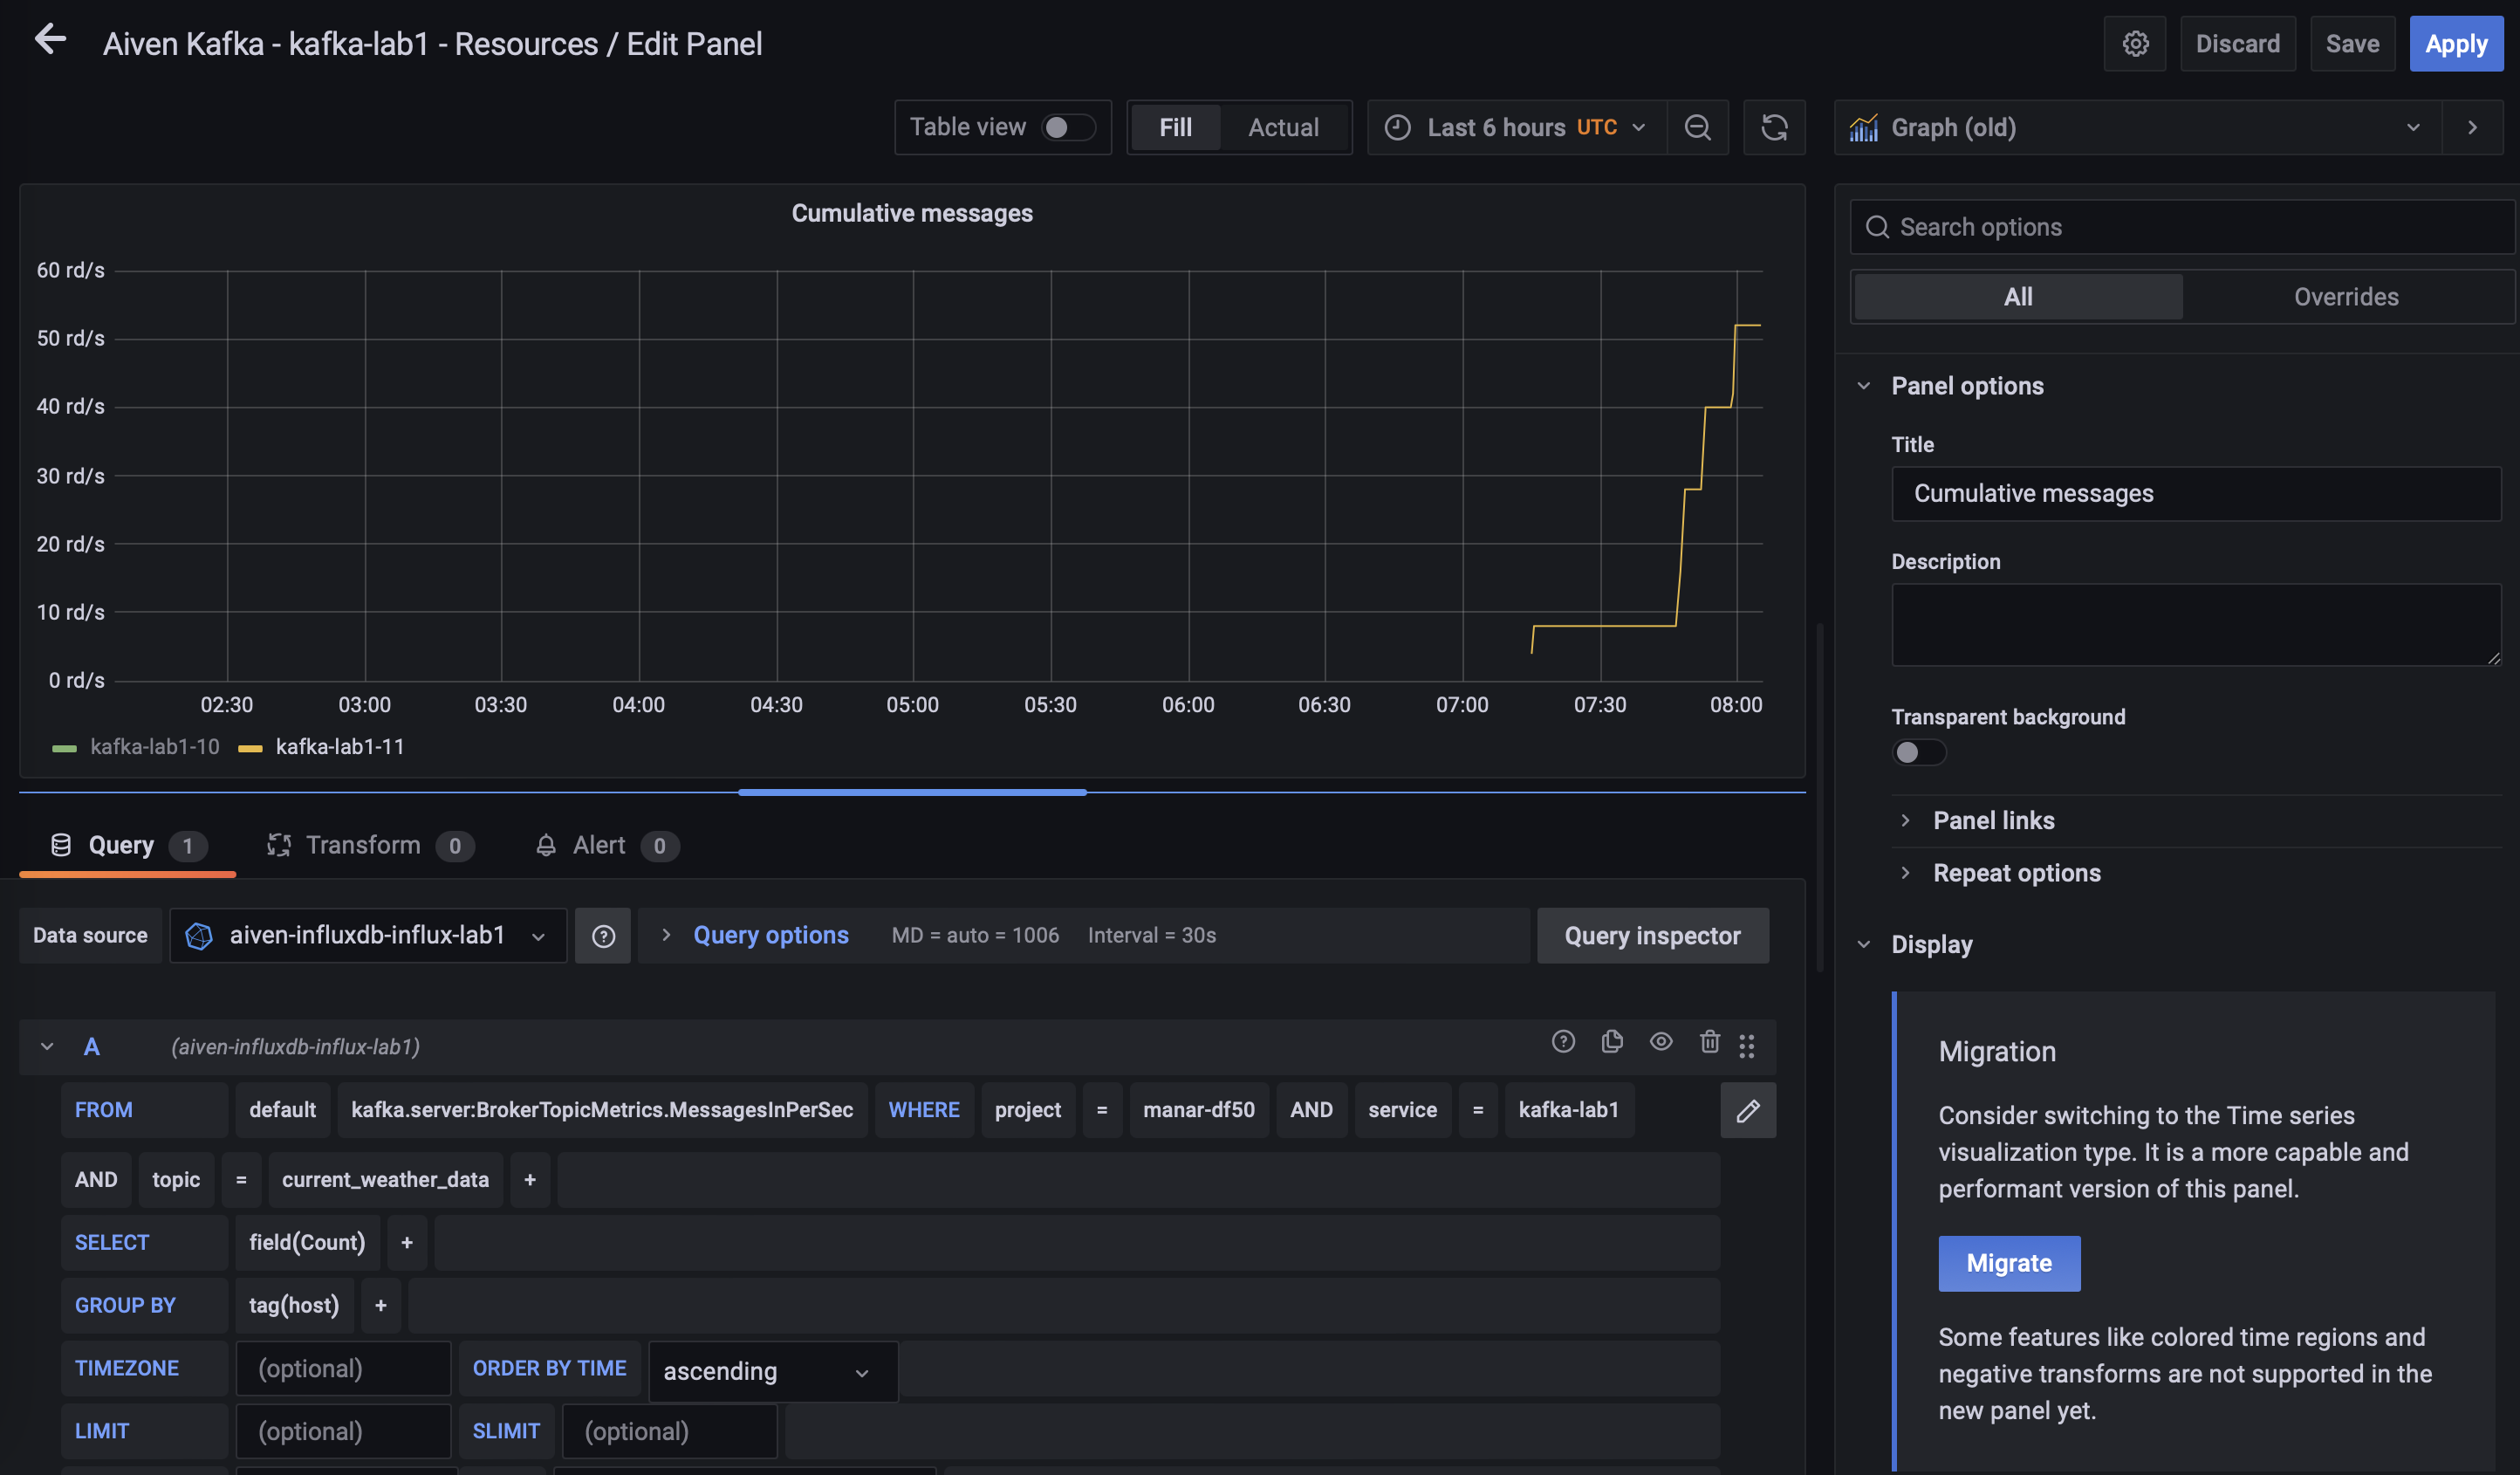 Aiven Kafka - kafka-lab1 - Resources / Edit Panel
Discard
Save
Apply
Table view
Fill
Actual
Last 6 hours UTC
Graph (old)
Cumulative messages
60 rd/s
50 rd/s
40 rd/s
30 rd/s
20 rd/s
10 rd/s
0 rd/s
02:30 03:00 03:30 04:00 04:30 05:00 05:30 06:00 06:30 07:00 07:30 08:00
kafka-lab1-10 kafka-lab1-11
Query 1
Transform 0
Alert 0
Data source
aiven-influxdb-influx-lab1
Query options
MD = auto = 1006
Interval = 30s
Query inspector
A (aiven-influxdb-influx-lab1)
FROM default kafka.server:BrokerTopicMetrics.MessagesInPerSec WHERE project = manar-df50 AND service = kafka-lab1
AND topic = current_weather_data +
SELECT field(Count) +
GROUP BY tag(host) +
TIMEZONE (optional) ORDER BY TIME ascending
LIMIT (optional) SLIMIT (optional)
Search options
All
Overrides
Panel options
Title
Cumulative messages
Description
Transparent background
Panel links
Repeat options
Display
Migration
Consider switching to the Time series
visualization type. It is a more capable and
performant version of this panel.
Migrate
Some features like colored time regions and
negative transforms are not supported in the
new panel yet.